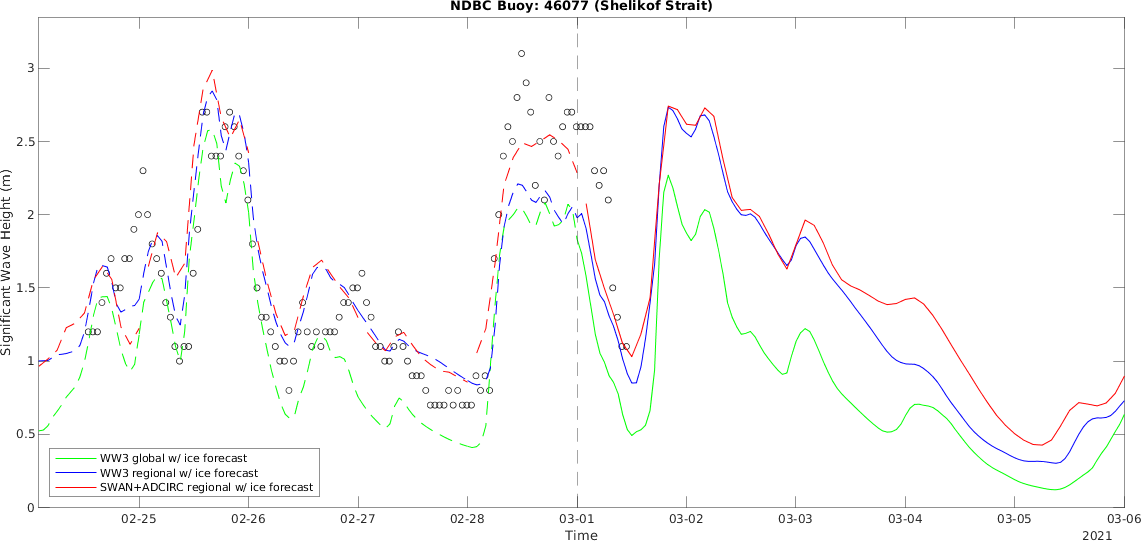 NDBC Buoy: 46077 (Shelikof Strait)
Significant Wave Height (m)
3
2.5
2
1.5
1
0.5
0
WW3 global w/ ice forecast
WW3 regional w/ ice forecast
SWAN+ADCIRC regional w/ ice forecast
02-25 02-26 02-27 02-28 03-01 03-02 03-03 03-04 03-05 03-06
Time
2021